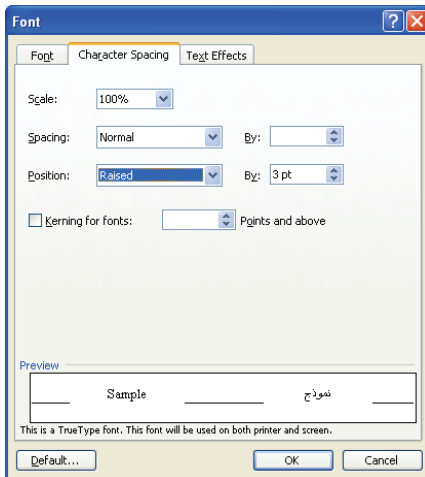 Font
Font Character Spacing Text Effects
Scale: 100%
Spacing: Normal By:
Position: Raised By: 3 pt
Kerning for fonts: Points and above
Preview
Sample نموذج
This is a TrueType font. This font will be used on both printer and screen.
Default... OK Cancel